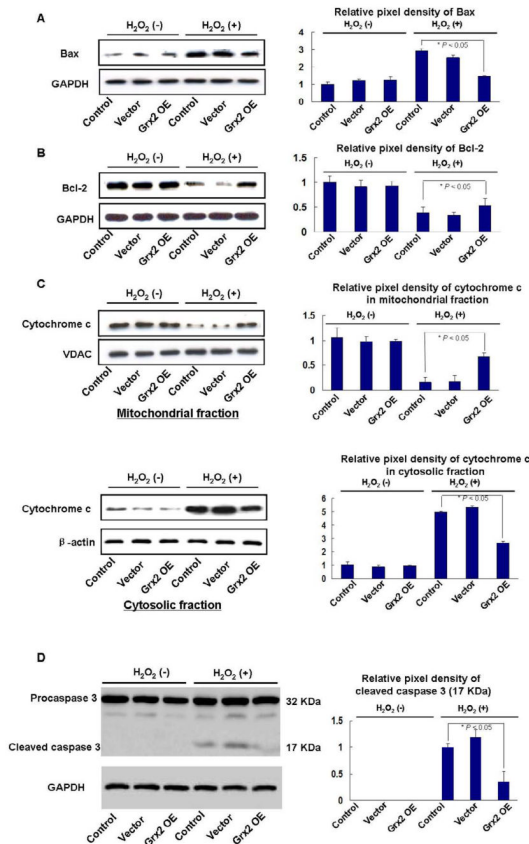 A
H₂O₂ (-) H₂O₂ (+)
Bax
GAPDH
Control Vector Grx2 OE Control Vector Grx2 OE
Relative pixel density of Bax
H₂O₂ (-) H₂O₂ (+)
* P < 0.05
4
3
2
1
0
Control Vector Grx2 OE Control Vector Grx2 OE
B
H₂O₂ (-) H₂O₂ (+)
Bcl-2
GAPDH
Control Vector Grx2 OE Control Vector Grx2 OE
Relative pixel density of Bcl-2
H₂O₂ (-) H₂O₂ (+)
* P < 0.05
1.5
1
0.5
0
Control Vector Grx2 OE Control Vector Grx2 OE
C
H₂O₂ (-) H₂O₂ (+)
Cytochrome c
VDAC
Control Vector Grx2 OE Control Vector Grx2 OE
Mitochondrial fraction
Relative pixel density of cytochrome c
in mitochondrial fraction
H₂O₂ (-) H₂O₂ (+)
* P < 0.05
1.5
1
0.5
0
Control Vector Grx2 OE Control Vector Grx2 OE
H₂O₂ (-) H₂O₂ (+)
Cytochrome c
β-actin
Control Vector Grx2 OE Control Vector Grx2 OE
Cytosolic fraction
Relative pixel density of cytochrome c
in cytosolic fraction
H₂O₂ (-) H₂O₂ (+)
* P < 0.05
6
5
4
3
2
1
0
Control Vector Grx2 OE Control Vector Grx2 OE
D
H₂O₂ (-) H₂O₂ (+)
Procaspase 3 32 KDa
Cleaved caspase 3 17 KDa
GAPDH
Control Vector Grx2 OE Control Vector Grx2 OE
Relative pixel density of
cleaved caspase 3 (17 KDa)
H₂O₂ (-) H₂O₂ (+)
* P < 0.05
1.5
1
0.5
0
Control Vector Grx2 OE Control Vector Grx2 OE